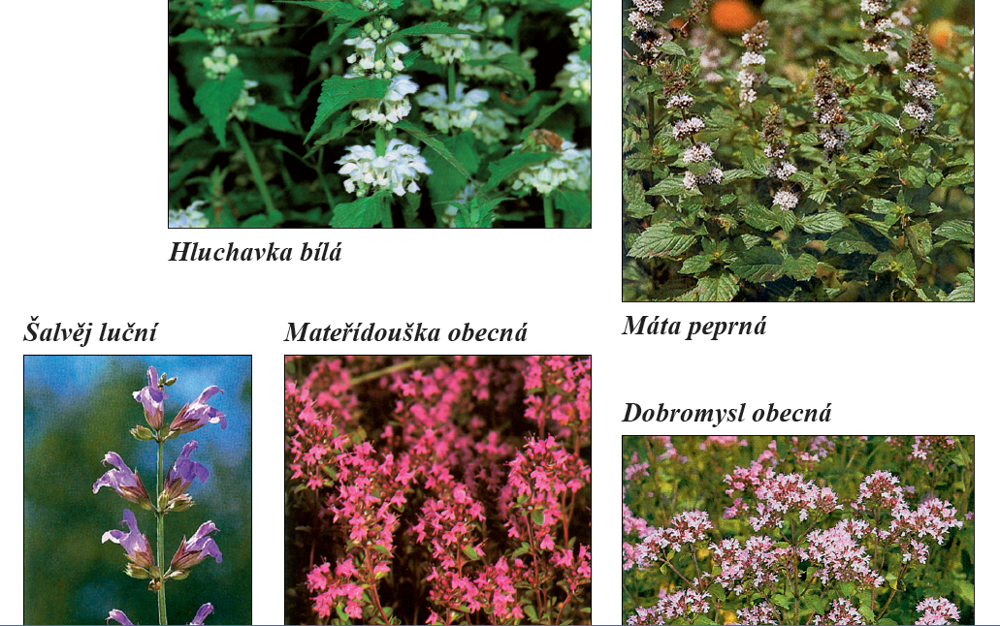 Hluchavka bílá
Máta peprná
Šalvěj luční
Mateřídouška obecná
Dobromysl obecná